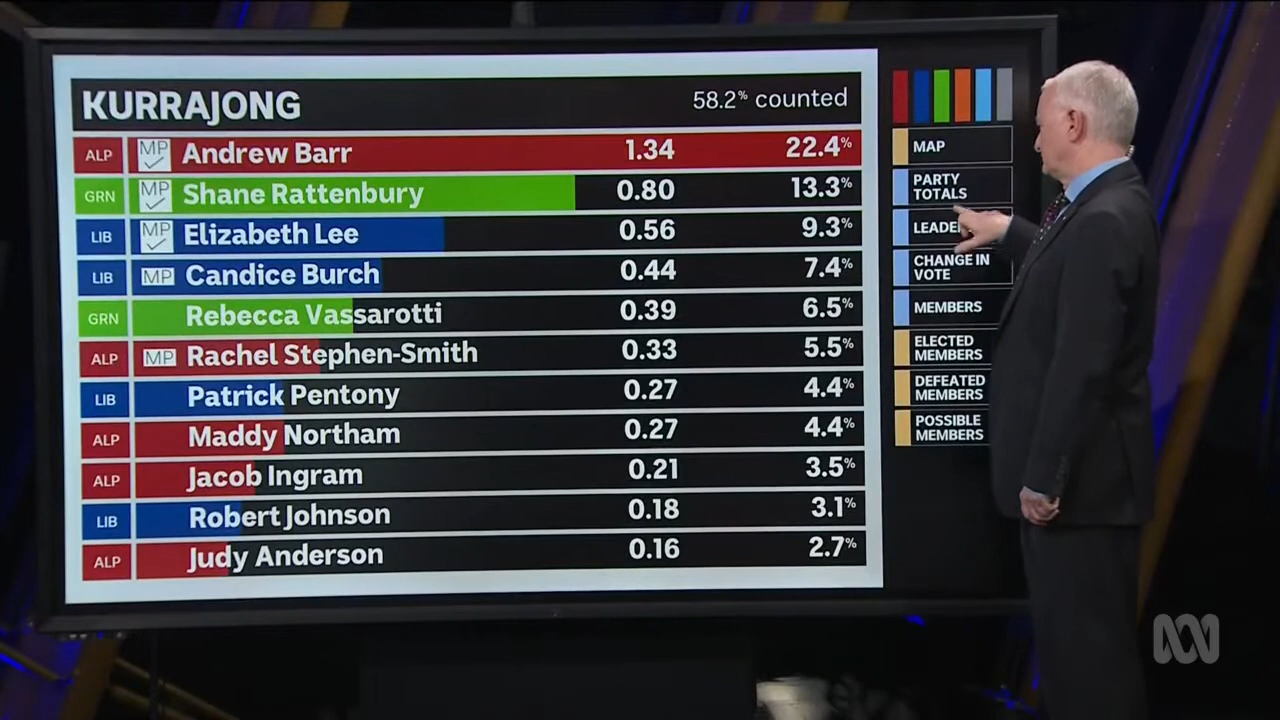 KURRAJONG 58.2% counted
ALP MP Andrew Barr 1.34 22.4%
GRN MP Shane Rattenbury 0.80 13.3%
LIB MP Elizabeth Lee 0.56 9.3%
LIB MP Candice Burch 0.44 7.4%
GRN Rebecca Vassarotti 0.39 6.5%
ALP MP Rachel Stephen-Smith 0.33 5.5%
LIB Patrick Pentony 0.27 4.4%
ALP Maddy Northam 0.27 4.4%
ALP Jacob Ingram 0.21 3.5%
LIB Robert Johnson 0.18 3.1%
ALP Judy Anderson 0.16 2.7%
MAP
PARTY
TOTALS
LEADE
CHANGE IN
VOTE
MEMBERS
ELECTED
MEMBERS
DEFEATED
MEMBERS
POSSIBLE
MEMBERS